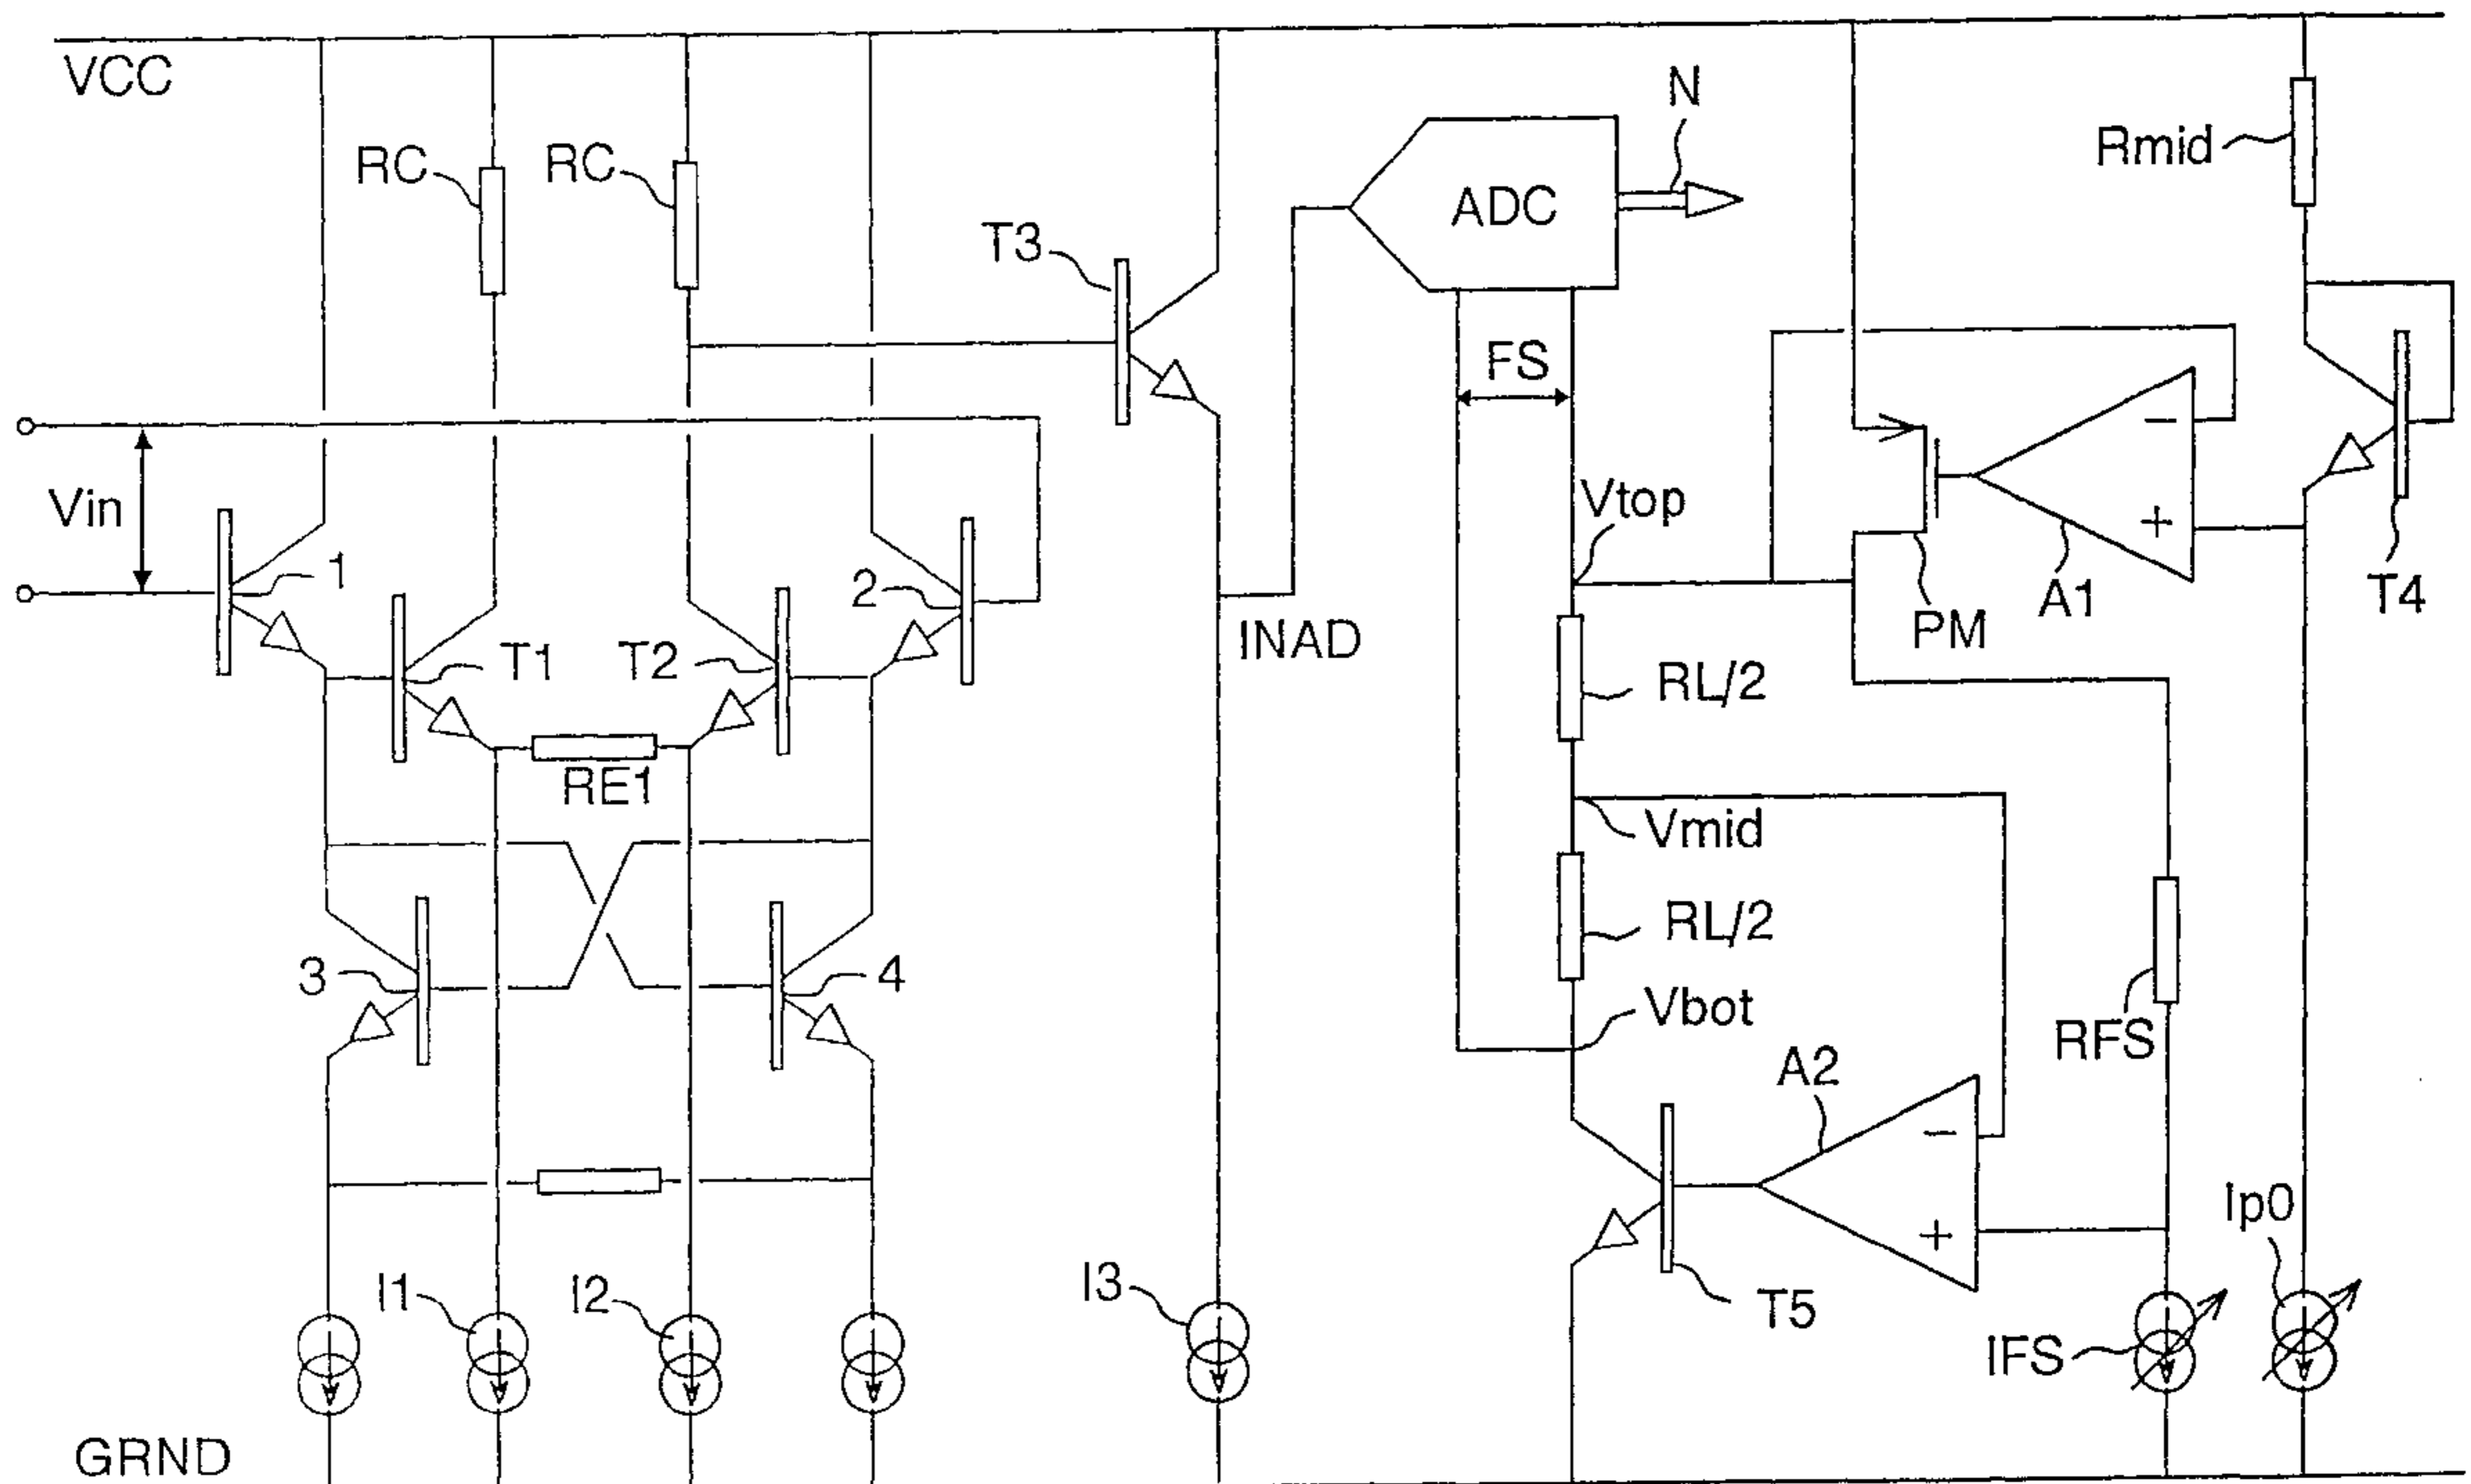 VCC
N
RC
RC
ADC
Rmid
T3
FS
−
Vin
Vtop
+
1
2
A1
T4
PM
INAD
T1
T2
RL/2
RE1
Vmid
RL/2
3
4
Vbot
RFS
A2
−
Ip0
+
I1
I2
I3
T5
IFS
GRND